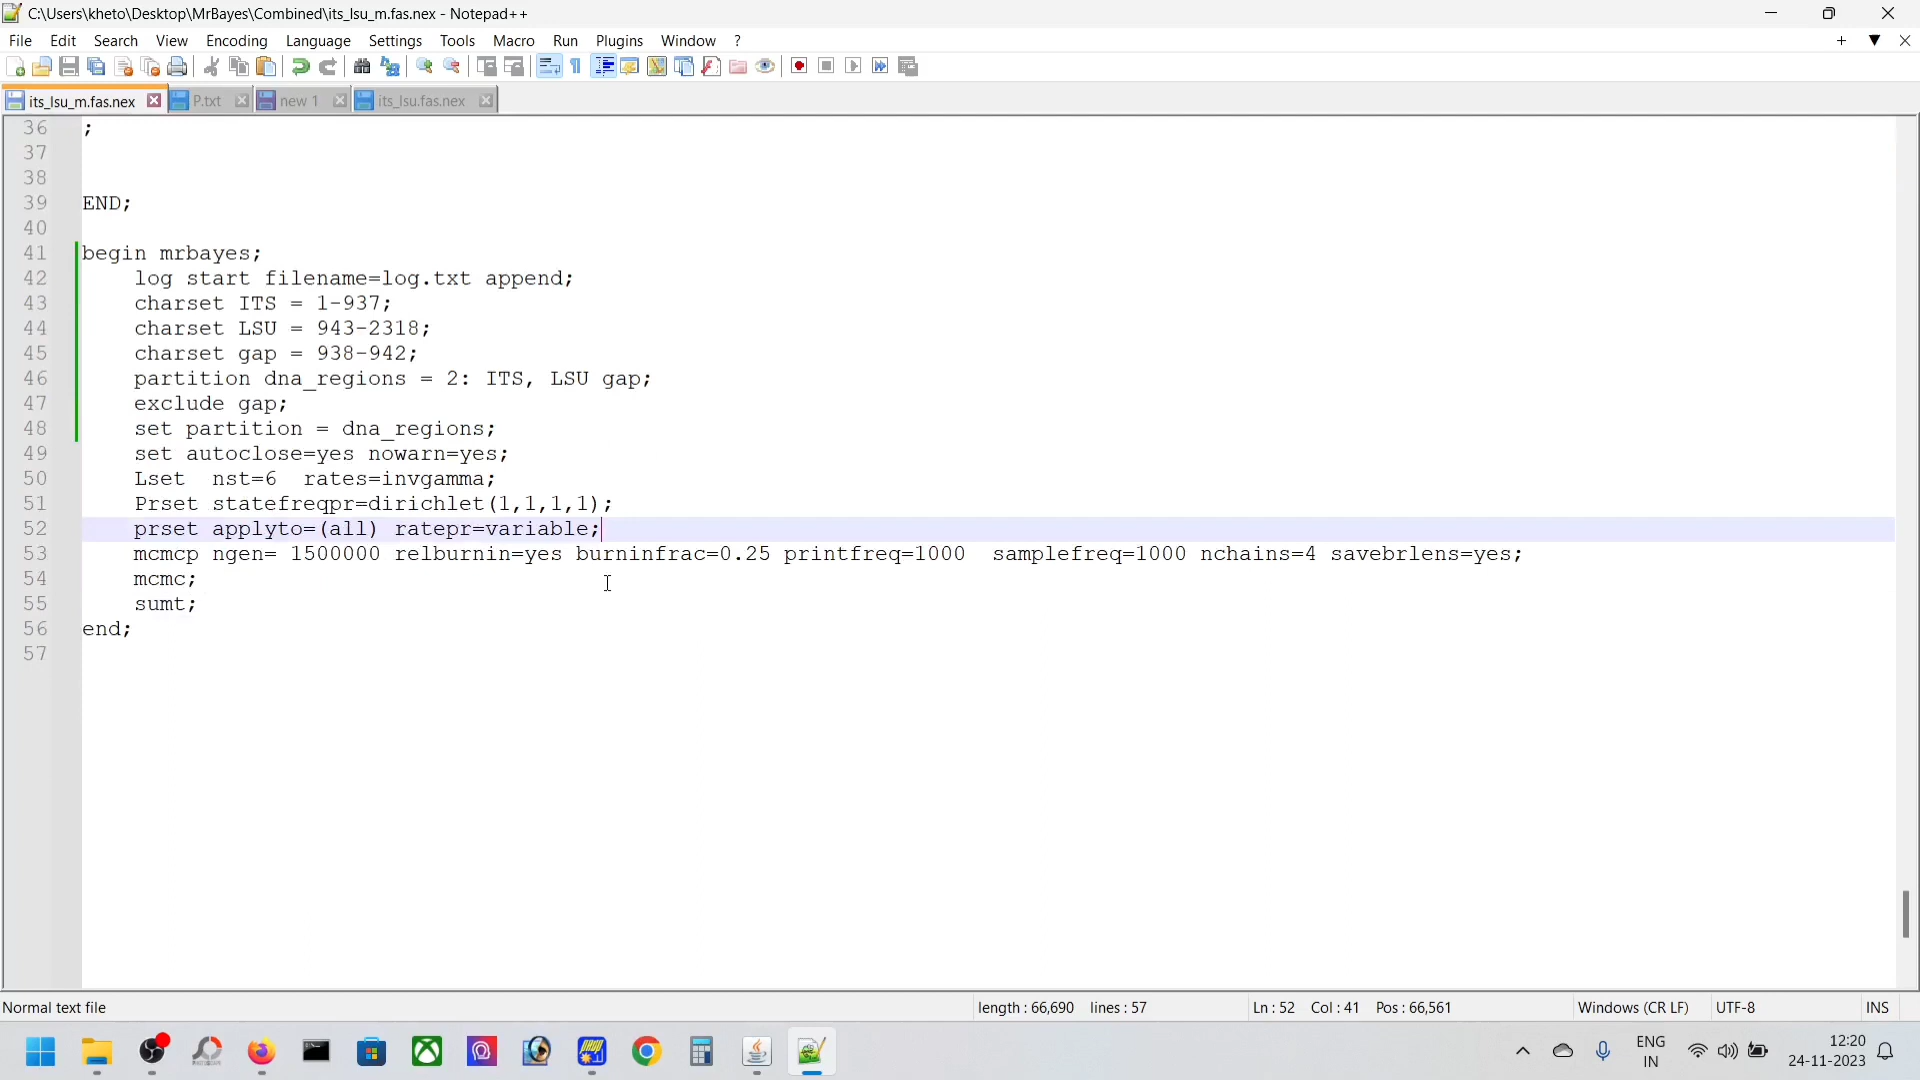 C:\Users\kheto\Desktop\MrBayes\Combined\its_lsu_m.fas.nex - Notepad++
File Edit Search View Encoding Language Settings Tools Macro Run Plugins Window ?
its_lsu_m.fas.nex P.txt new 1 its_lsu.fas.nex
36 ;
37
38
39 END;
40
41 begin mrbayes;
42 log start filename=log.txt append;
43 charset ITS = 1-937;
44 charset LSU = 943-2318;
45 charset gap = 938-942;
46 partition dna_regions = 2: ITS, LSU gap;
47 exclude gap;
48 set partition = dna_regions;
49 set autoclose=yes nowarn=yes;
50 Lset  nst=6  rates=invgamma;
51 Prset statefreqpr=dirichlet(1,1,1,1);
52 prset applyto=(all) ratepr=variable;
53 mcmcp ngen= 1500000 relburnin=yes burninfrac=0.25 printfreq=1000  samplefreq=1000 nchains=4 savebrlens=yes;
54 mcmc;
55 sumt;
56 end;
57
Normal text file length : 66,690 lines : 57 Ln : 52 Col : 41 Pos : 66,561 Windows (CR LF) UTF-8 INS
ENG
IN
12:20
24-11-2023